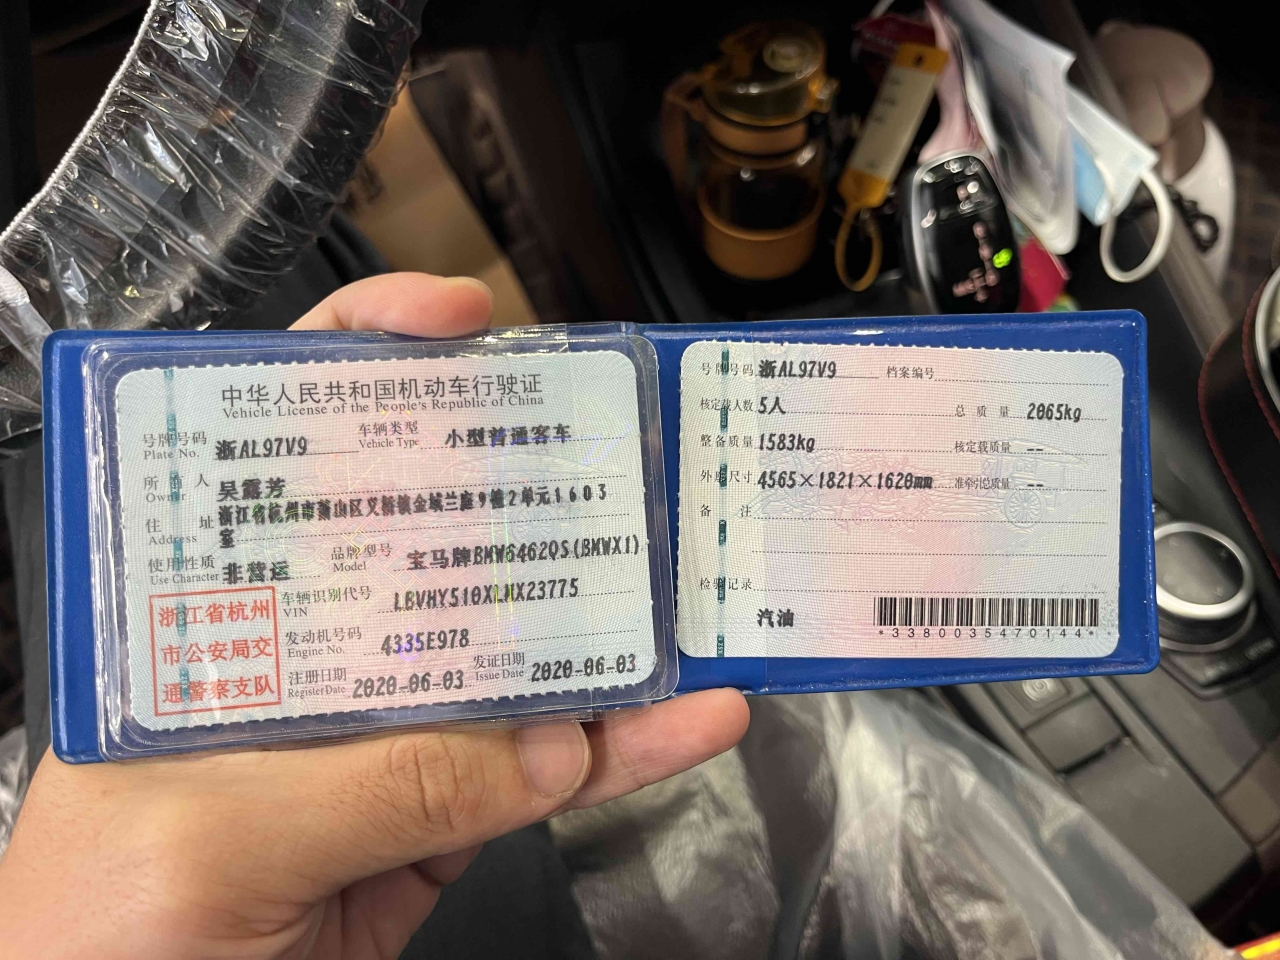 中华人民共和国机动车行驶证
Vehicle License of the People's Republic of China
号牌号码 浙AL97V9 车辆类型 小型普通客车
Plate No. Vehicle Type
所有人 吴露芳
Owner
住址 浙江省杭州市萧山区义桥镇金城兰庭9幢2单元1603
Address 室
使用性质 非营运 品牌型号 宝马牌BMW6462QS(BMWX1)
Use Character Model
浙江省杭州
市公安局交
通警察支队
车辆识别代号 LBVHY510XLMX23775
VIN
发动机号码 4335E978
Engine No.
注册日期 2020-06-03 发证日期 2020-06-03
Register Date Issue Date
号牌号码 浙AL97V9 档案编号
核定载人数 5人 总质量 2065kg
整备质量 1583kg 核定载质量 --
外廓尺寸 4565×1821×1620mm 准牵引总质量 --
备注
检验记录
汽油
*3380035470144*